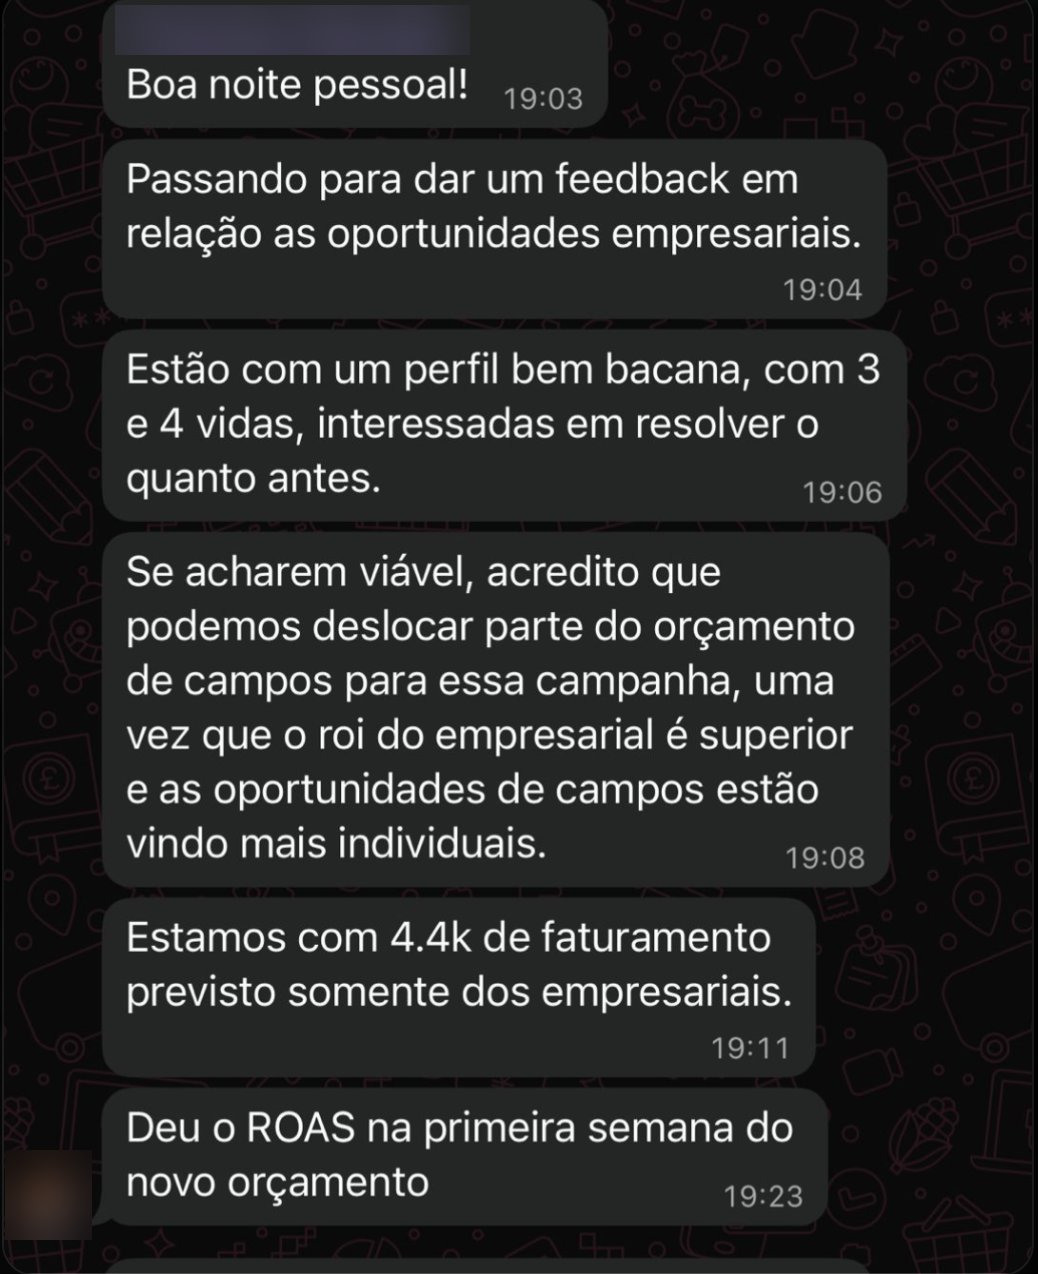 Boa noite pessoal!
19:03
Passando para dar um feedback em
relação as oportunidades empresariais.
19:04
Estão com um perfil bem bacana, com 3
e 4 vidas, interessadas em resolver o
quanto antes.
19:06
Se acharem viável, acredito que
podemos deslocar parte do orçamento
de campos para essa campanha, uma
vez que o roi do empresarial é superior
e as oportunidades de campos estão
vindo mais individuais.
19:08
Estamos com 4.4k de faturamento
previsto somente dos empresariais.
19:11
Deu o ROAS na primeira semana do
novo orçamento
19:23